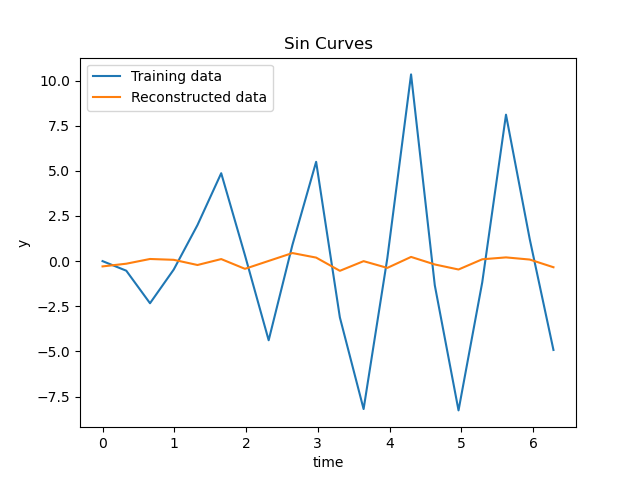 Sin Curves
Training data
Reconstructed data
10.0
7.5
5.0
2.5
0.0
−2.5
−5.0
−7.5
y
0 1 2 3 4 5 6
time